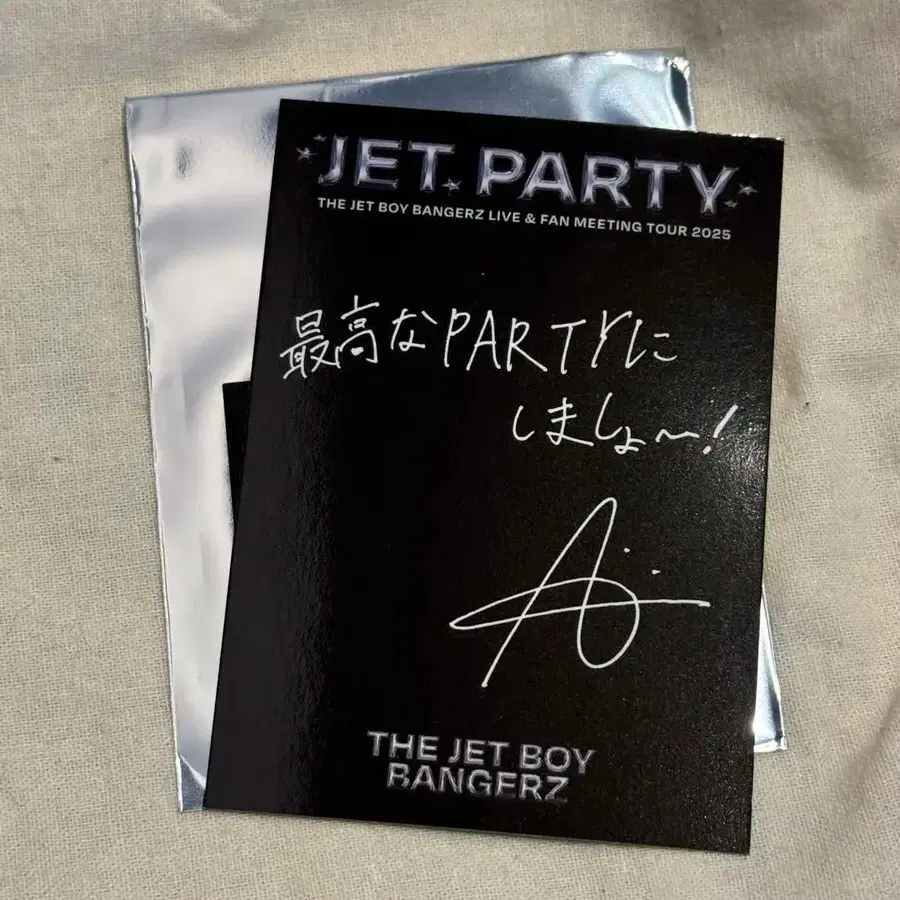 JET PARTY
THE JET BOY BANGERZ LIVE & FAN MEETING TOUR 2025
最高なPARTYに
しましょ〜!
THE JET BOY
BANGERZ